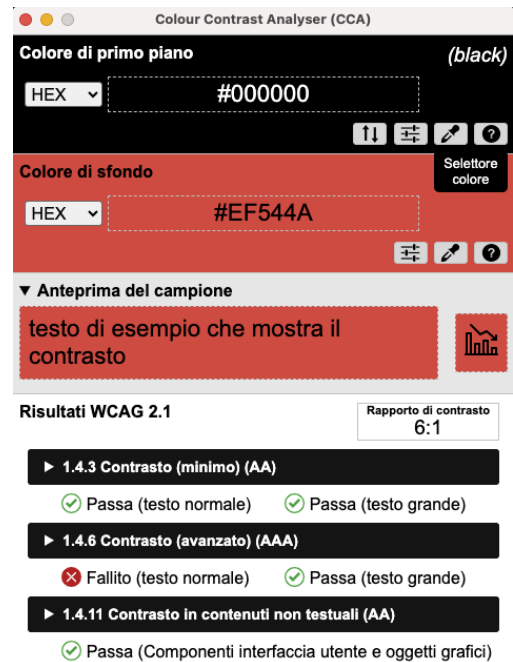 Colour Contrast Analyser (CCA)
Colore di primo piano
(black)
HEX
#000000
?
Selettore
colore
Colore di sfondo
HEX
#EF544A
?
▼ Anteprima del campione
testo di esempio che mostra il
contrasto
Risultati WCAG 2.1
Rapporto di contrasto
6:1
▶ 1.4.3 Contrasto (minimo) (AA)
Passa (testo normale) Passa (testo grande)
▶ 1.4.6 Contrasto (avanzato) (AAA)
Fallito (testo normale) Passa (testo grande)
▶ 1.4.11 Contrasto in contenuti non testuali (AA)
Passa (Componenti interfaccia utente e oggetti grafici)